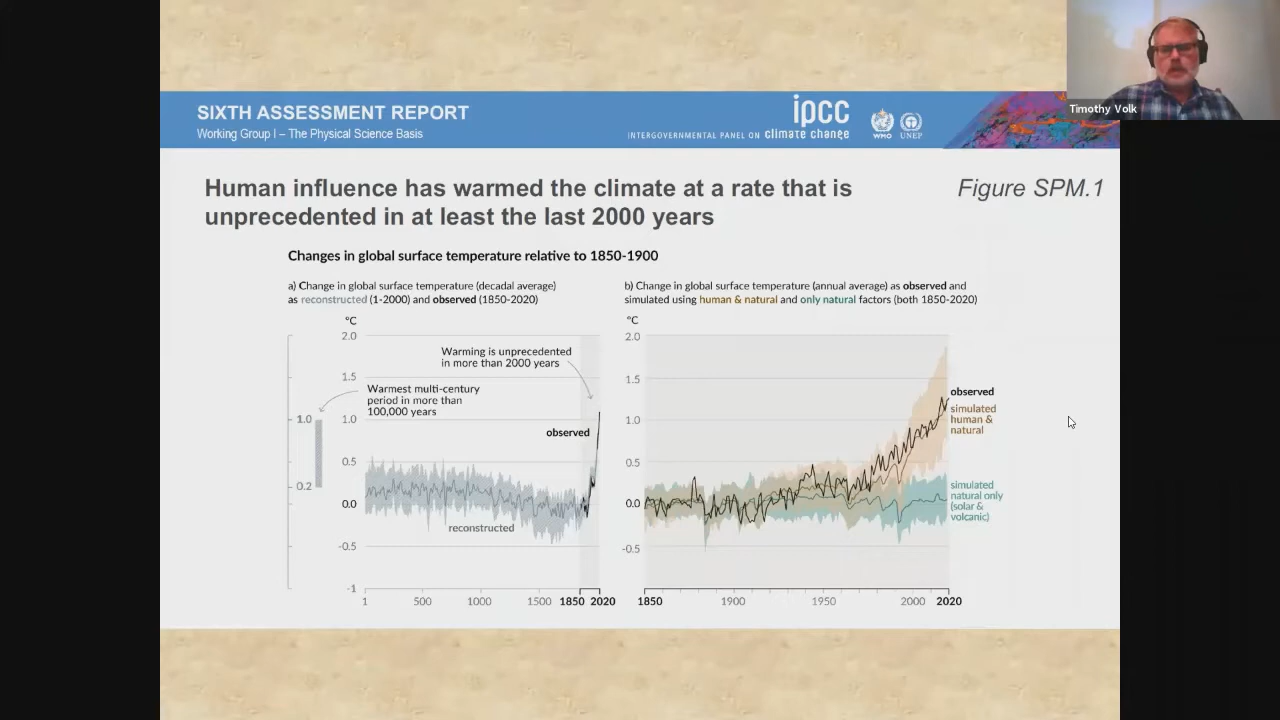 SIXTH ASSESSMENT REPORT
Working Group I – The Physical Science Basis
ipcc
INTERGOVERNMENTAL PANEL ON climate change
WMO
UNEP
Timothy Volk
Human influence has warmed the climate at a rate that is
unprecedented in at least the last 2000 years
Figure SPM.1
Changes in global surface temperature relative to 1850-1900
a) Change in global surface temperature (decadal average)
as reconstructed (1-2000) and observed (1850-2020)
°C
2.0
1.5
1.0
0.5
0.0
-0.5
-1
1.0
0.2
Warming is unprecedented
in more than 2000 years
Warmest multi-century
period in more than
100,000 years
observed
reconstructed
1 500 1000 1500 1850 2020
b) Change in global surface temperature (annual average) as observed and
simulated using human & natural and only natural factors (both 1850-2020)
°C
2.0
1.5
1.0
0.5
0.0
-0.5
observed
simulated
human &
natural
simulated
natural only
(solar &
volcanic)
1850 1900 1950 2000 2020